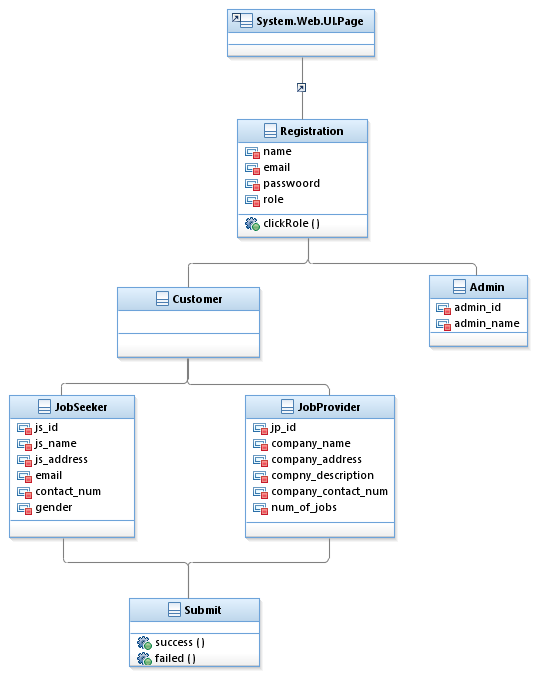 System.Web.UI.Page
Registration
name
email
passwoord
role
clickRole ( )
Customer
Admin
admin_id
admin_name
JobSeeker
js_id
js_name
js_address
email
contact_num
gender
JobProvider
jp_id
company_name
company_address
compny_description
company_contact_num
num_of_jobs
Submit
success ( )
failed ( )